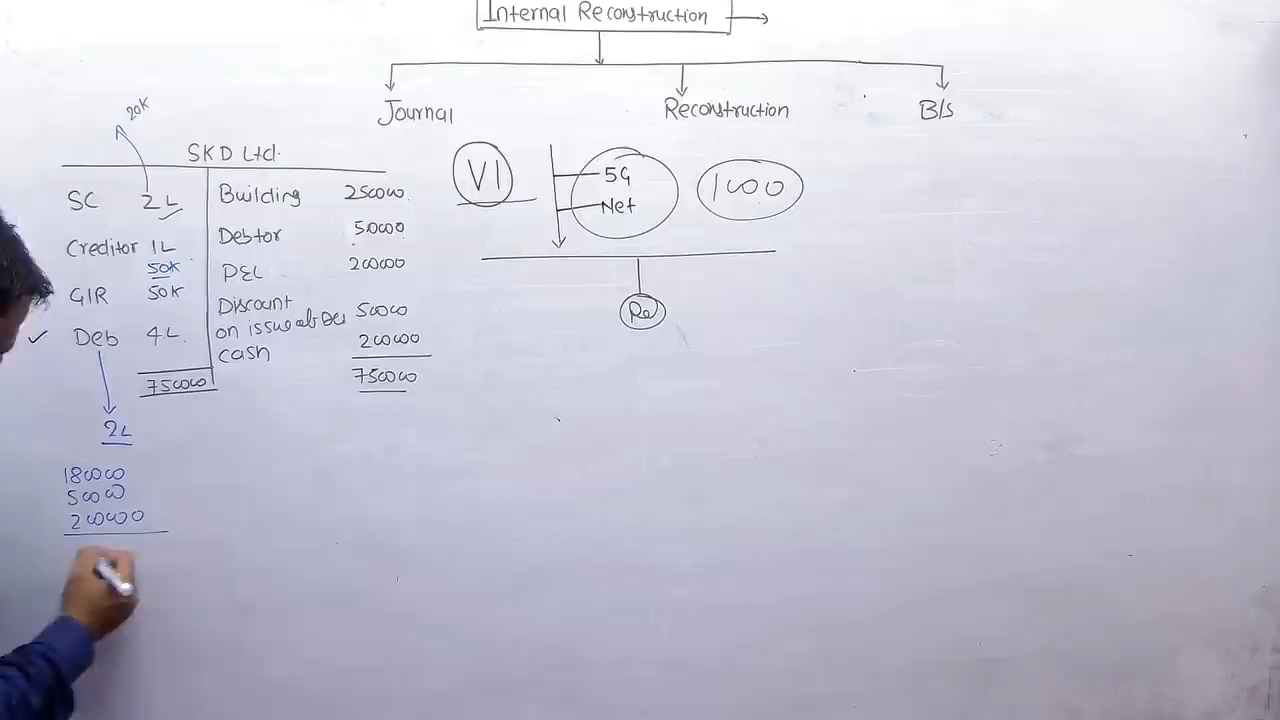 Internal Reconstruction
Journal
Reconstruction
B/S
20K
SKD Ltd.
SC 2L
Creditor 1L
50K
GIR 50K
Deb 4L
750000
Building 250000
Debtor 50000
P&L 200000
Discount
on issue of Deb 50000
cash 200000
750000
VI
5G
Net
1000
Re
2L
180000
50000
200000